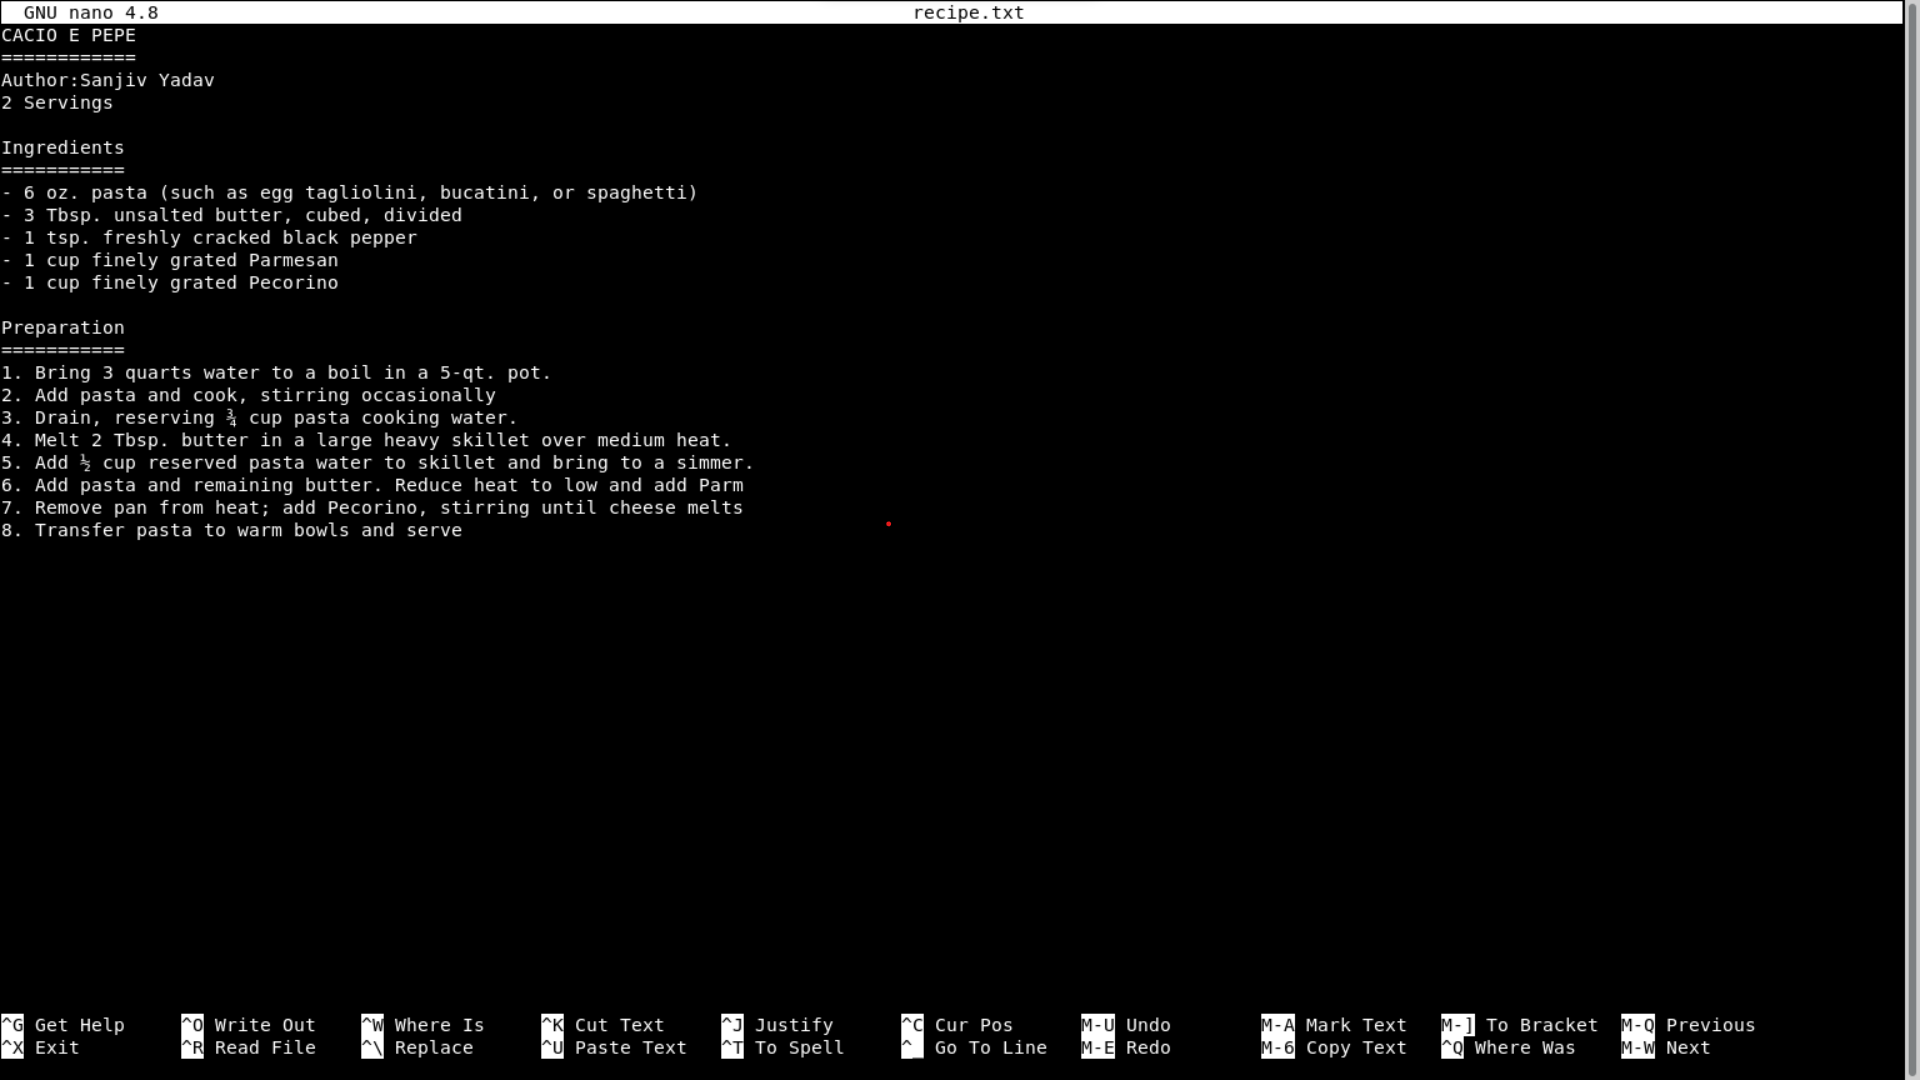 GNU nano 4.8 recipe.txt
CACIO E PEPE
============
Author:Sanjiv Yadav
2 Servings

Ingredients
===========
- 6 oz. pasta (such as egg tagliolini, bucatini, or spaghetti)
- 3 Tbsp. unsalted butter, cubed, divided
- 1 tsp. freshly cracked black pepper
- 1 cup finely grated Parmesan
- 1 cup finely grated Pecorino

Preparation
===========
1. Bring 3 quarts water to a boil in a 5-qt. pot.
2. Add pasta and cook, stirring occasionally
3. Drain, reserving ¾ cup pasta cooking water.
4. Melt 2 Tbsp. butter in a large heavy skillet over medium heat.
5. Add ½ cup reserved pasta water to skillet and bring to a simmer.
6. Add pasta and remaining butter. Reduce heat to low and add Parm
7. Remove pan from heat; add Pecorino, stirring until cheese melts
8. Transfer pasta to warm bowls and serve

^G Get Help ^O Write Out ^W Where Is ^K Cut Text ^J Justify ^C Cur Pos M-U Undo M-A Mark Text M-] To Bracket M-Q Previous
^X Exit ^R Read File ^\ Replace ^U Paste Text ^T To Spell ^_ Go To Line M-E Redo M-6 Copy Text ^Q Where Was M-W Next